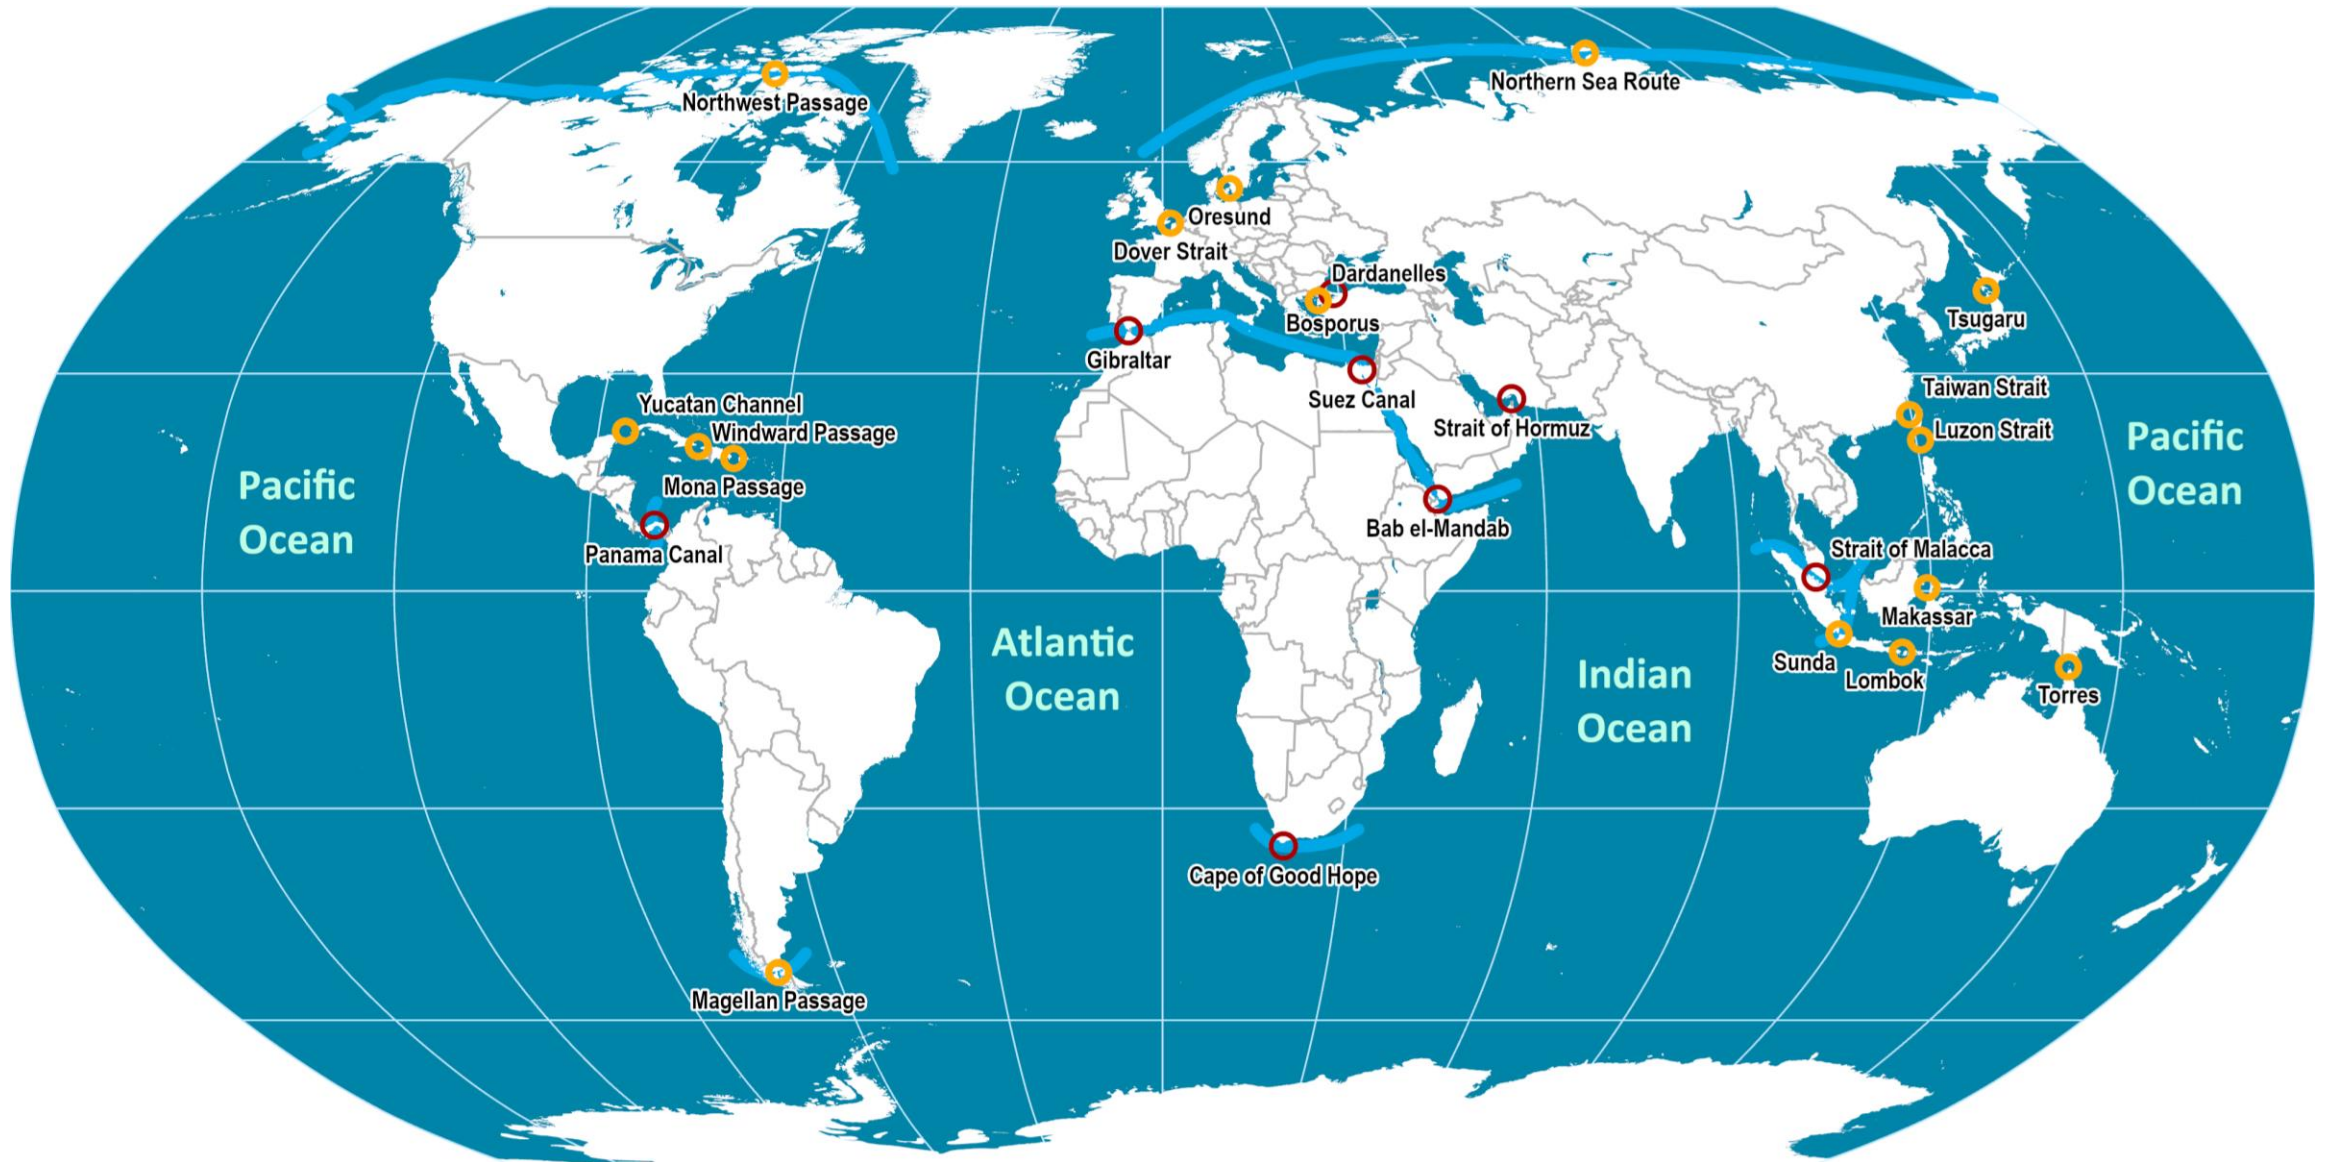 Northern Sea Route
Northwest Passage
Oresund
Dover Strait
Dardanelles
Bosporus
Tsugaru
Gibraltar
Suez Canal
Taiwan Strait
Yucatan Channel
Strait of Hormuz
Luzon Strait
Windward Passage
Mona Passage
Pacific
Ocean
Pacific
Ocean
Bab el-Mandab
Panama Canal
Strait of Malacca
Makassar
Atlantic
Ocean
Indian
Ocean
Sunda
Lombok
Torres
Cape of Good Hope
Magellan Passage